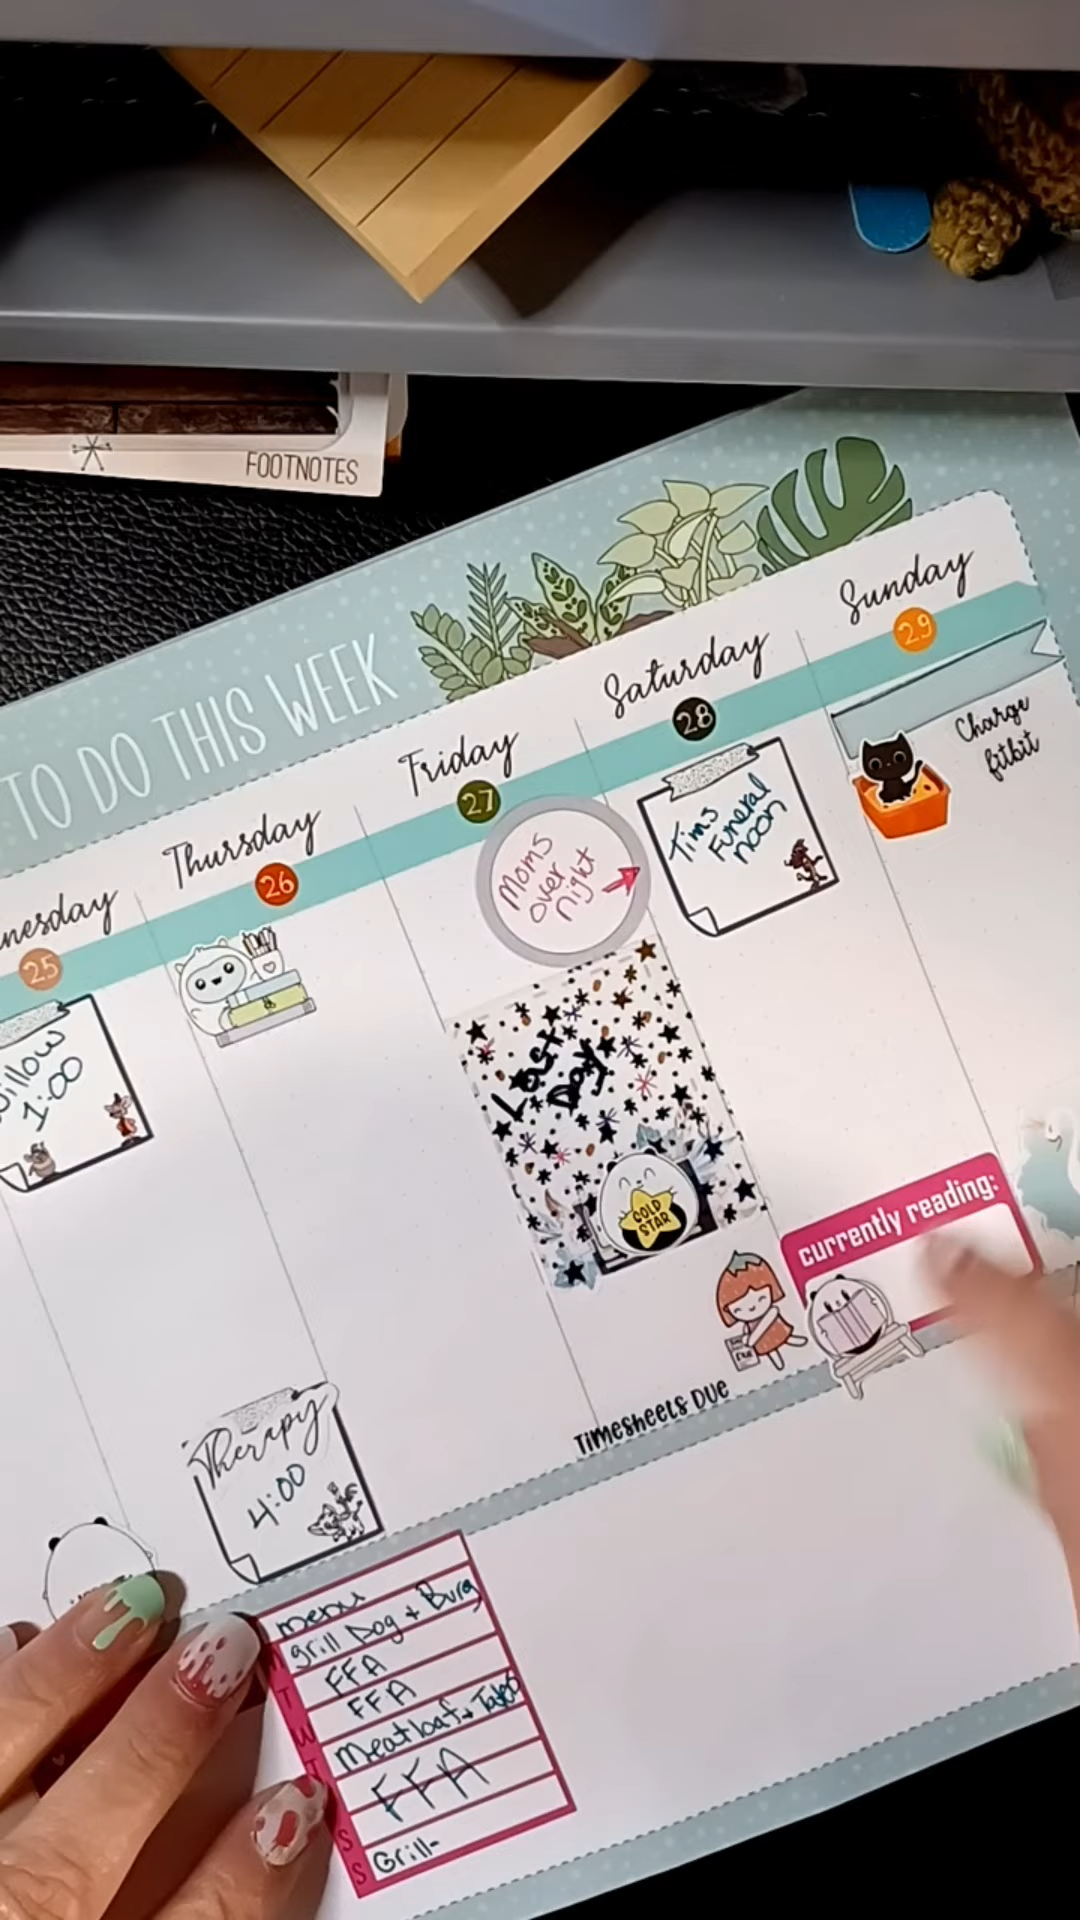 FOOTNOTES
TO DO THIS WEEK
nesday
25
Willow
1:00
Thursday
26
Therapy
4:00
Friday
27
Moms
over
night
Last
Day
GOLD
STAR
Timesheets Due
Saturday
28
Tims
Funeral
noon
Sunday
29
Charge
fitbit
currently reading:
menu
grill Dog + Burg
T FFA
W FFA
T meatloaf +
FFA
S
S Grill-